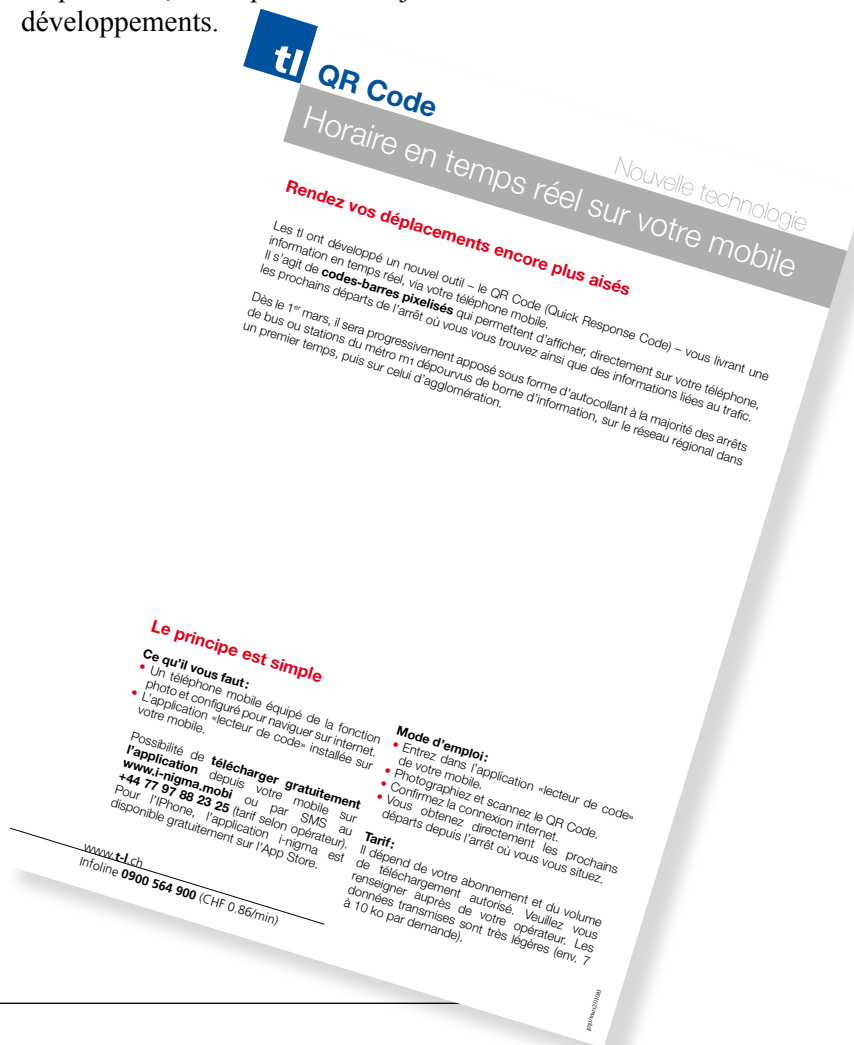 développements.
tl
QR Code
Nouvelle technologie
Horaire en temps réel sur votre mobile
Rendez vos déplacements encore plus aisés
Les tl ont développé un nouvel outil – le QR Code (Quick Response Code) – vous livrant une
information en temps réel, via votre téléphone mobile.
Il s'agit de codes-barres pixelisés qui permettent d'afficher, directement sur votre téléphone,
les prochains départs de l'arrêt où vous vous trouvez ainsi que des informations liées au trafic.
Dès le 1er mars, il sera progressivement apposé sous forme d'autocollant à la majorité des arrêts
de bus ou stations du métro m1 dépourvus de borne d'information, sur le réseau régional dans
un premier temps, puis sur celui d'agglomération.
Le principe est simple
Ce qu'il vous faut:
• Un téléphone mobile équipé de la fonction
photo et configuré pour naviguer sur internet.
• L'application «lecteur de code» installée sur
votre mobile.
Possibilité de télécharger gratuitement
l'application depuis votre mobile sur
www.i-nigma.mobi ou par SMS au
+44 77 97 88 23 25 (tarif selon opérateur).
Pour l'IPhone, l'application i-nigma est
disponible gratuitement sur l'App Store.
Mode d'emploi:
• Entrez dans l'application «lecteur de code»
de votre mobile.
• Photographiez et scannez le QR Code.
• Confirmez la connexion internet.
• Vous obtenez directement les prochains
départs depuis l'arrêt où vous vous situez.
Tarif:
Il dépend de votre abonnement et du volume
de téléchargement autorisé. Veuillez vous
renseigner auprès de votre opérateur. Les
données transmises sont très légères (env. 7
à 10 ko par demande).
www.t-l.ch
Infoline 0900 564 900 (CHF 0.86/min)